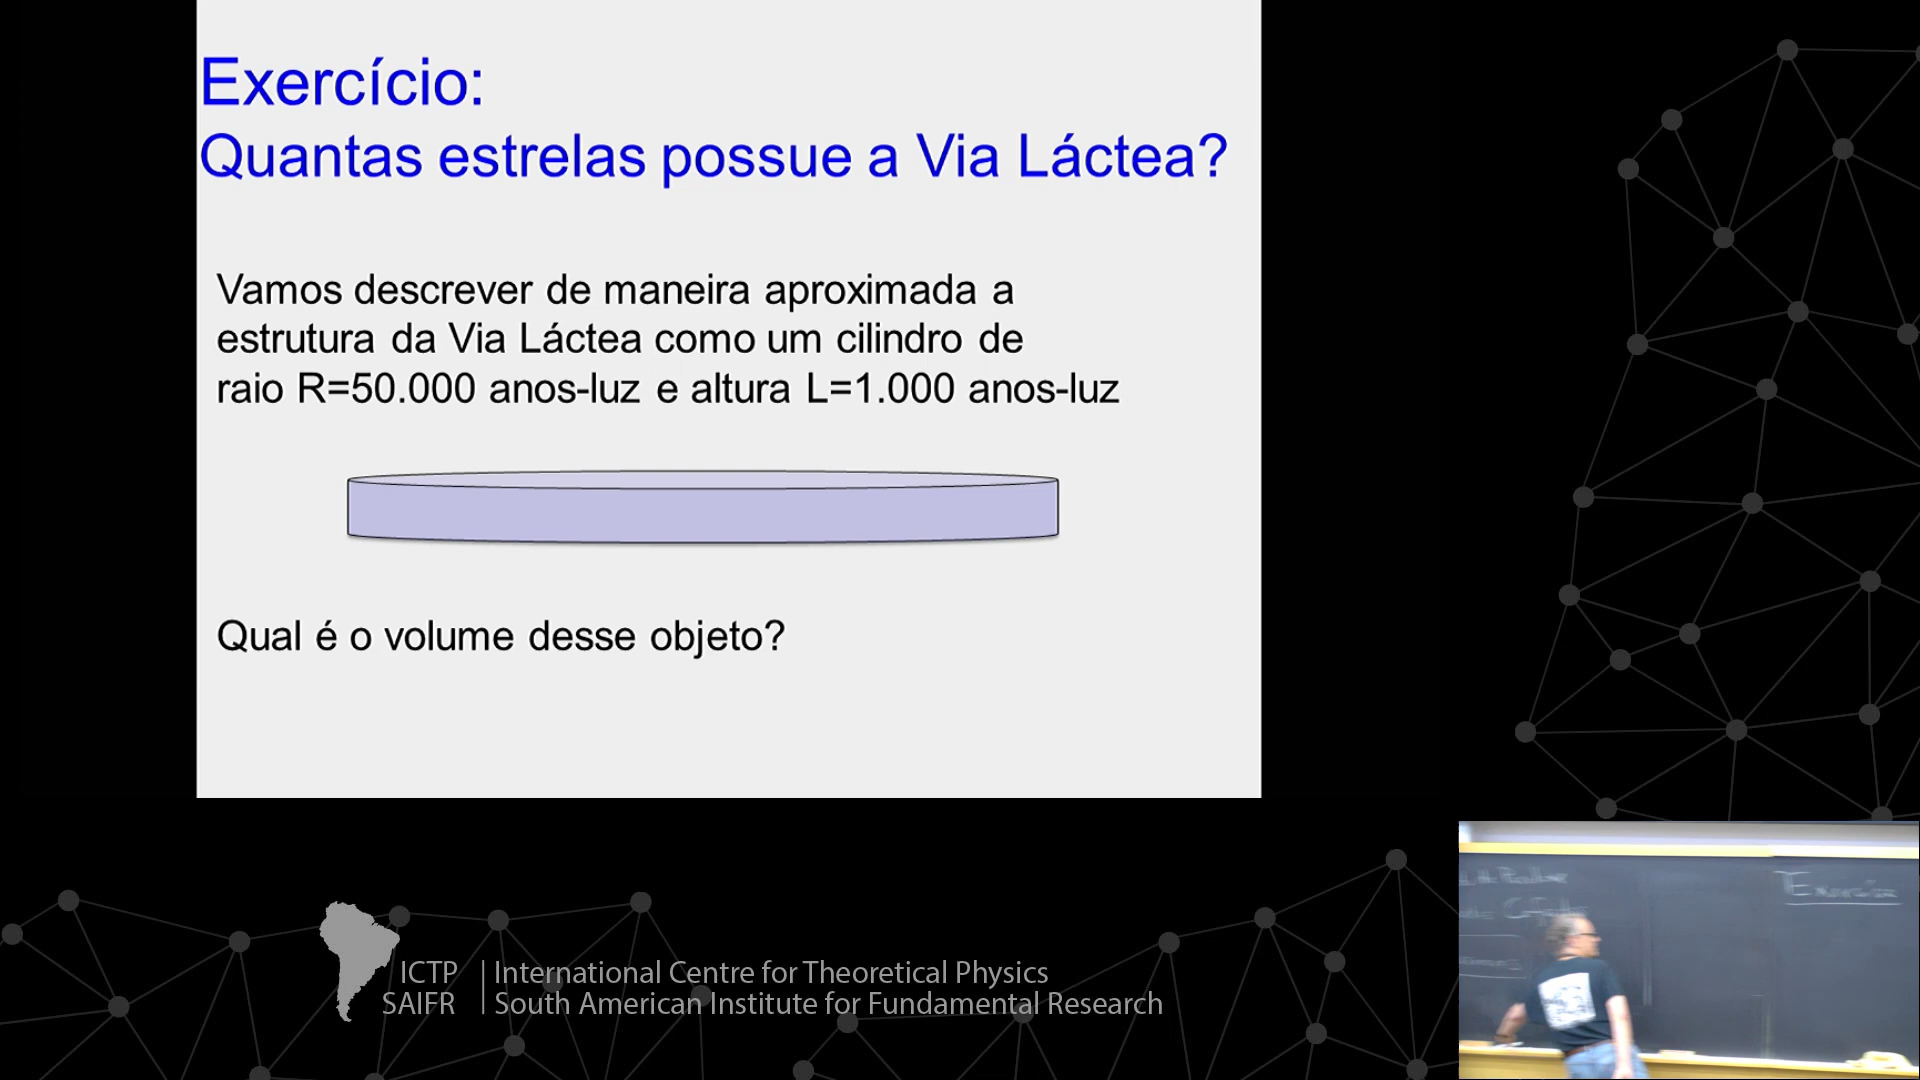 Exercício:
Quantas estrelas possue a Via Láctea?
Vamos descrever de maneira aproximada a
estrutura da Via Láctea como um cilindro de
raio R=50.000 anos-luz e altura L=1.000 anos-luz
Qual é o volume desse objeto?
ICTP
SAIFR
International Centre for Theoretical Physics
South American Institute for Fundamental Research